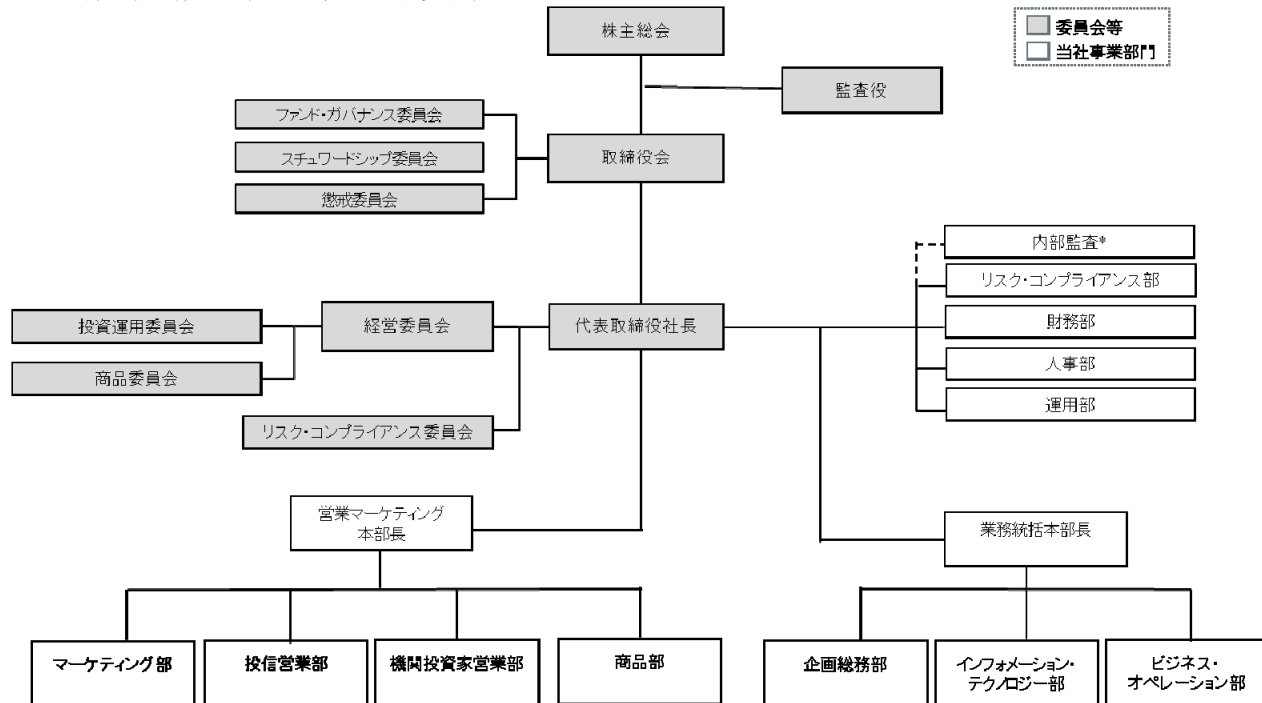 株主総会
委員会等
当社事業部門
監査役
ファンド・ガバナンス委員会
スチュワードシップ委員会
懲戒委員会
取締役会
内部監査*
リスク・コンプライアンス部
財務部
人事部
運用部
投資運用委員会
経営委員会
代表取締役社長
商品委員会
リスク・コンプライアンス委員会
営業マーケティング
本部長
業務統括本部長
マーケティング部
投信営業部
機関投資家営業部
商品部
企画総務部
インフォメーション・
テクノロジー部
ビジネス・
オペレーション部